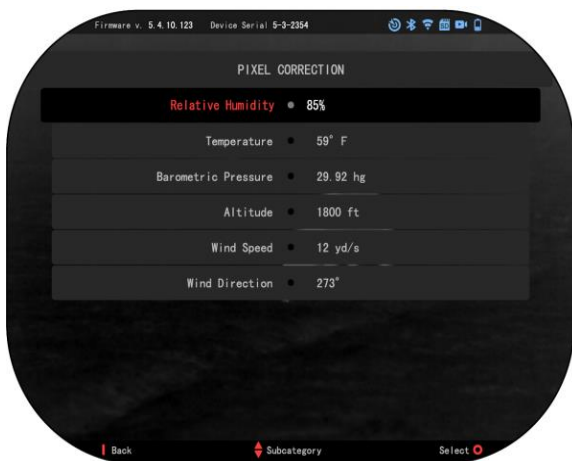 Firmware v. 5.4.10.123 Device Serial 5-3-2354
PIXEL CORRECTION
Relative Humidity 85%
Temperature 59° F
Barometric Pressure 29.92 hg
Altitude 1800 ft
Wind Speed 12 yd/s
Wind Direction 273°
Back Subcategory Select